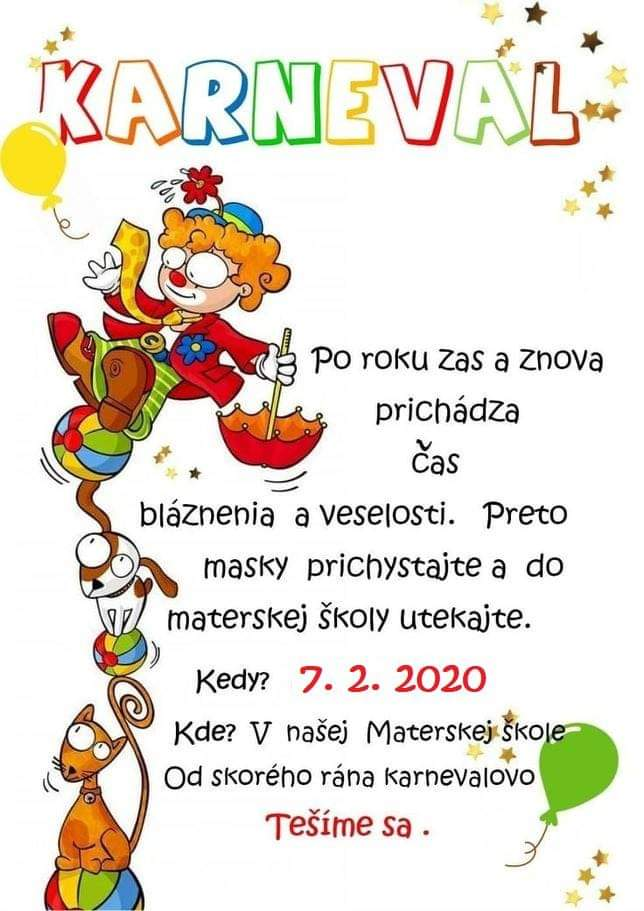 KARNEVAL
Po roku zas a znova
prichádza
čas
bláznenia a veselosti. Preto
masky prichystajte a do
materskej školy utekajte.
Kedy? 7. 2. 2020
Kde? V našej Materskej škole
Od skorého rána karnevalovo
Tešíme sa .